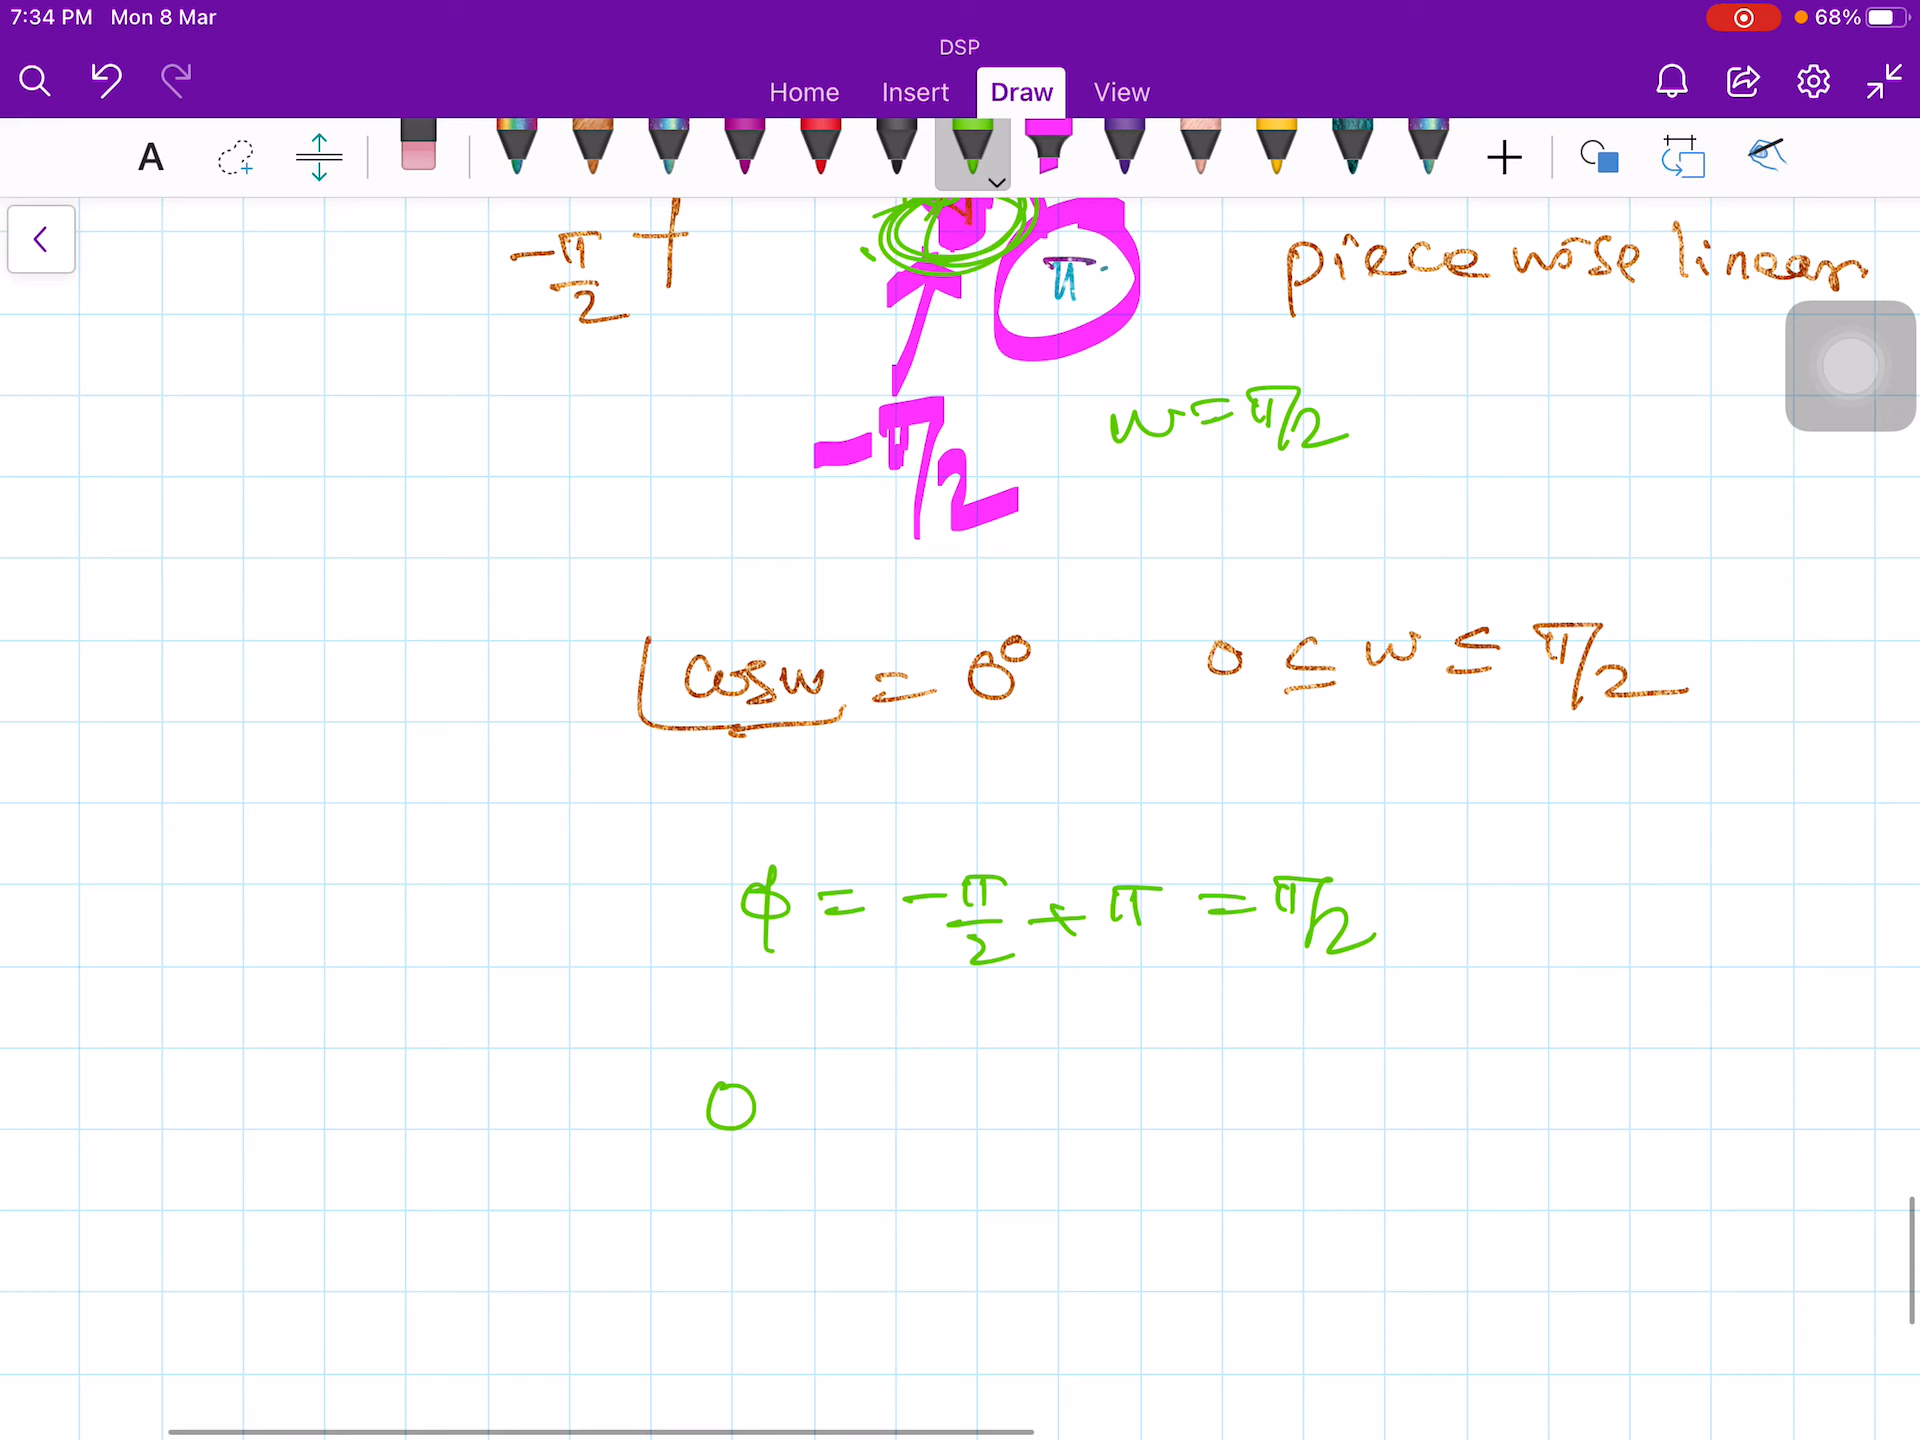 7:34 PM Mon 8 Mar
68%
DSP
Home Insert Draw View
A
-π/2
π
piece wise linear
w = π/2
-π/2
∠cosw = 0° 0 ≤ w ≤ π/2
ϕ = -π/2 + π = π/2
0